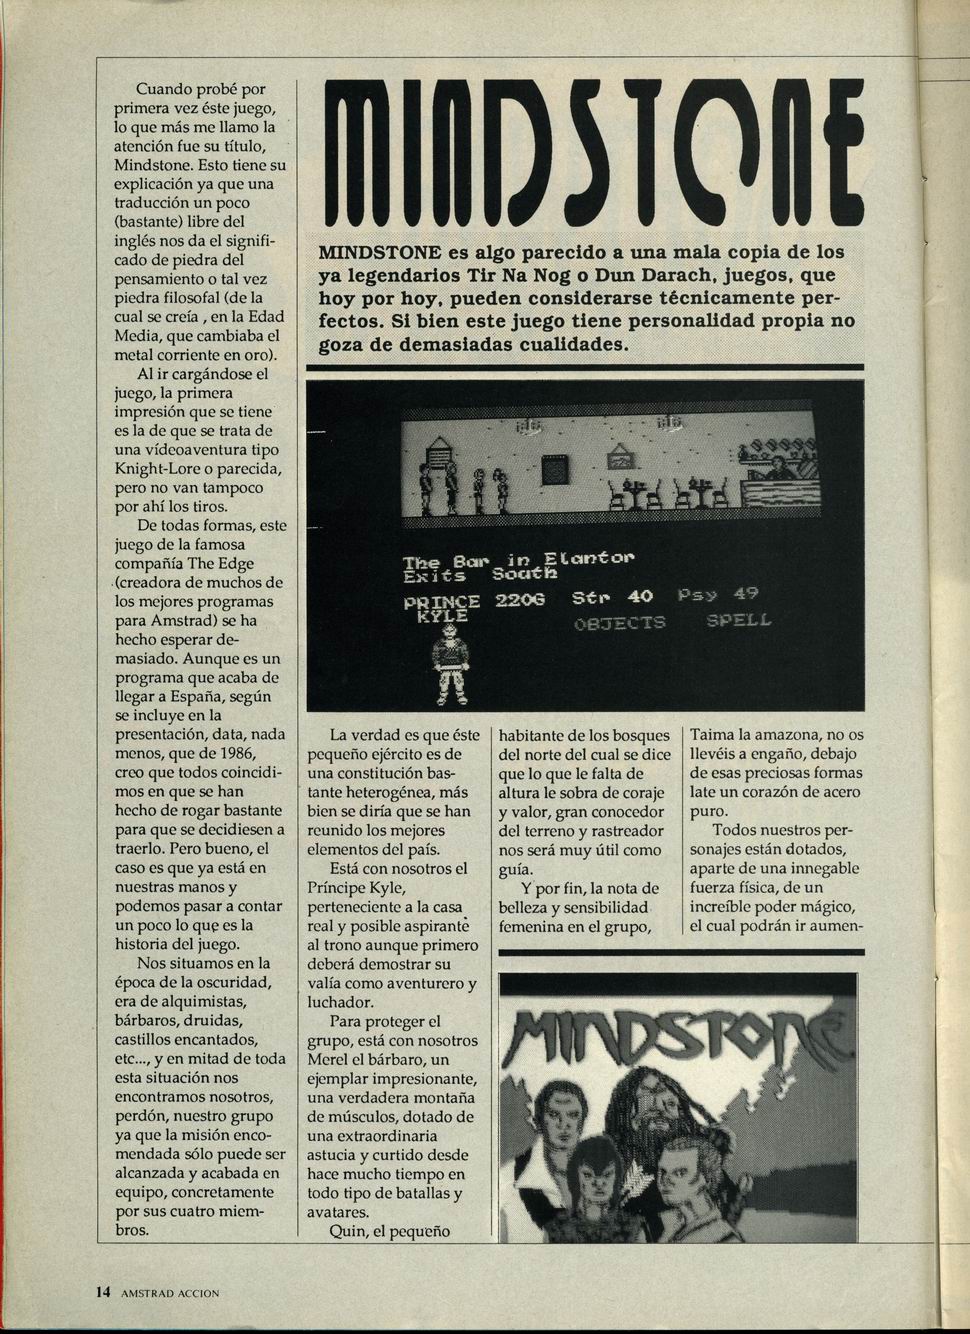 MINDSTONE
MINDSTONE es algo parecido a una mala copia de los
ya legendarios Tir Na Nog o Dun Darach, juegos, que
hoy por hoy, pueden considerarse técnicamente per-
fectos. Si bien este juego tiene personalidad propia no
goza de demasiadas cualidades.
Cuando probé por
primera vez éste juego,
lo que más me llamo la
atención fue su título,
Mindstone. Esto tiene su
explicación ya que una
traducción un poco
(bastante) libre del
inglés nos da el signifi-
cado de piedra del
pensamiento o tal vez
piedra filosofal (de la
cual se creía , en la Edad
Media, que cambiaba el
metal corriente en oro).
Al ir cargándose el
juego, la primera
impresión que se tiene
es la de que se trata de
una vídeoaventura tipo
Knight-Lore o parecida,
pero no van tampoco
por ahí los tiros.
De todas formas, este
juego de la famosa
compañía The Edge
(creadora de muchos de
los mejores programas
para Amstrad) se ha
hecho esperar de-
masiado. Aunque es un
programa que acaba de
llegar a España, según
se incluye en la
presentación, data, nada
menos, que de 1986,
creo que todos coincidi-
mos en que se han
hecho de rogar bastante
para que se decidiesen a
traerlo. Pero bueno, el
caso es que ya está en
nuestras manos y
podemos pasar a contar
un poco lo que es la
historia del juego.
Nos situamos en la
época de la oscuridad,
era de alquimistas,
bárbaros, druidas,
castillos encantados,
etc..., y en mitad de toda
esta situación nos
encontramos nosotros,
perdón, nuestro grupo
ya que la misión enco-
mendada sólo puede ser
alcanzada y acabada en
equipo, concretamente
por sus cuatro miem-
bros.
The Bar in Elantor
Exits South
PRINCE 220G Str 40 Psy 49
KYLE
OBJECTS SPELL
La verdad es que éste
pequeño ejército es de
una constitución bas-
tante heterogénea, más
bien se diría que se han
reunido los mejores
elementos del país.
Está con nosotros el
Príncipe Kyle,
perteneciente a la casa
real y posible aspirante
al trono aunque primero
deberá demostrar su
valía como aventurero y
luchador.
Para proteger el
grupo, está con nosotros
Merel el bárbaro, un
ejemplar impresionante,
una verdadera montaña
de músculos, dotado de
una extraordinaria
astucia y curtido desde
hace mucho tiempo en
todo tipo de batallas y
avatares.
Quin, el pequeño
habitante de los bosques
del norte del cual se dice
que lo que le falta de
altura le sobra de coraje
y valor, gran conocedor
del terreno y rastreador
nos será muy útil como
guía.
Y por fin, la nota de
belleza y sensibilidad
femenina en el grupo,
Taima la amazona, no os
llevéis a engaño, debajo
de esas preciosas formas
late un corazón de acero
puro.
Todos nuestros per-
sonajes están dotados,
aparte de una innegable
fuerza física, de un
increíble poder mágico,
el cual podrán ir aumen-
MINDSTONE
14 AMSTRAD ACCION